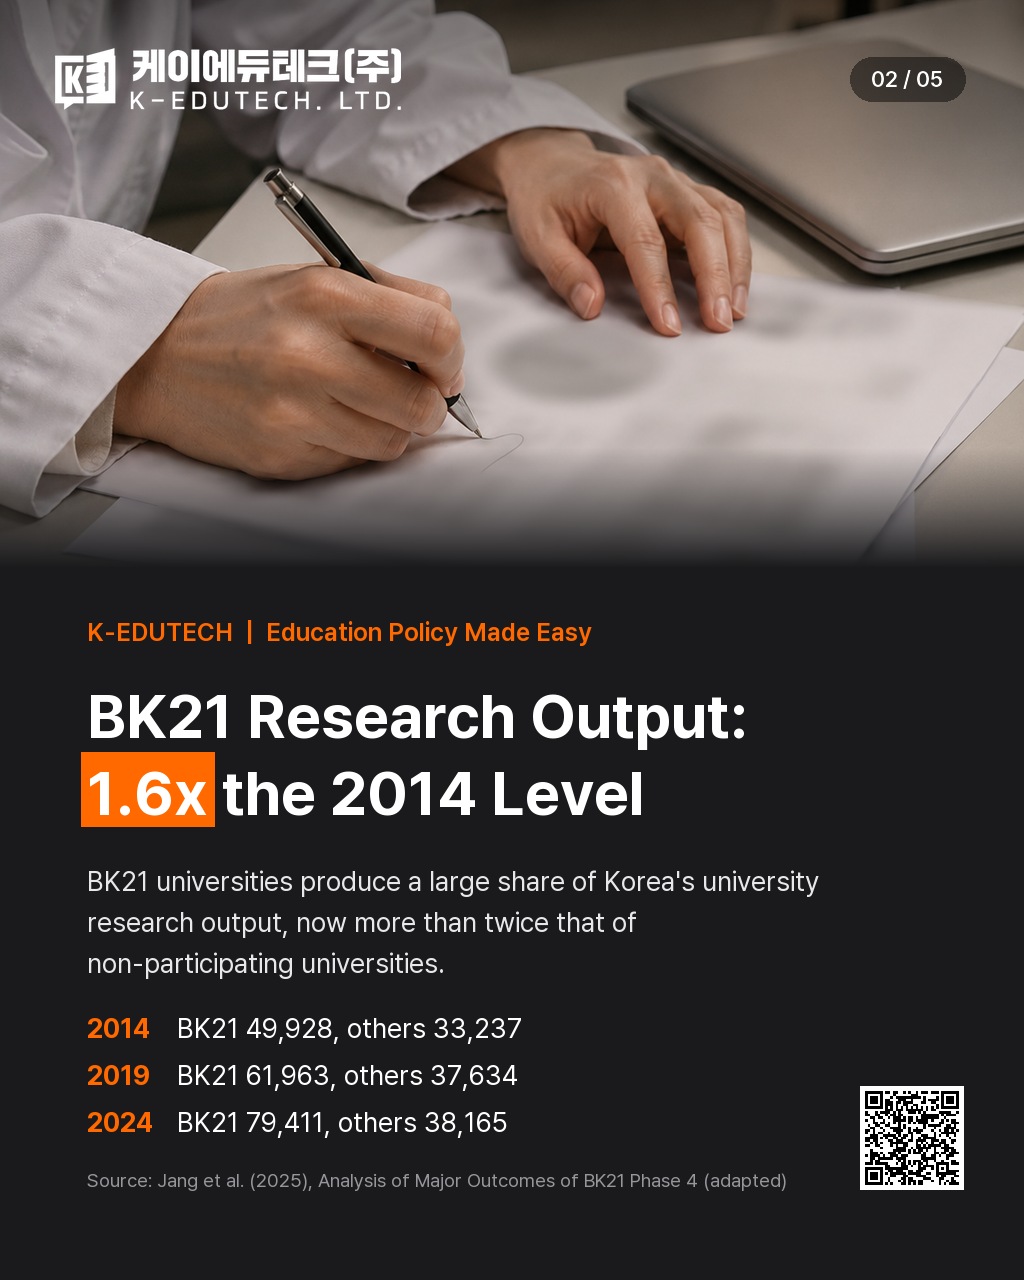 케이에듀테크(주)
K-EDUTECH. LTD.
02 / 05
K-EDUTECH | Education Policy Made Easy
BK21 Research Output:
1.6x the 2014 Level
BK21 universities produce a large share of Korea's university
research output, now more than twice that of
non-participating universities.
2014 BK21 49,928, others 33,237
2019 BK21 61,963, others 37,634
2024 BK21 79,411, others 38,165
Source: Jang et al. (2025), Analysis of Major Outcomes of BK21 Phase 4 (adapted)